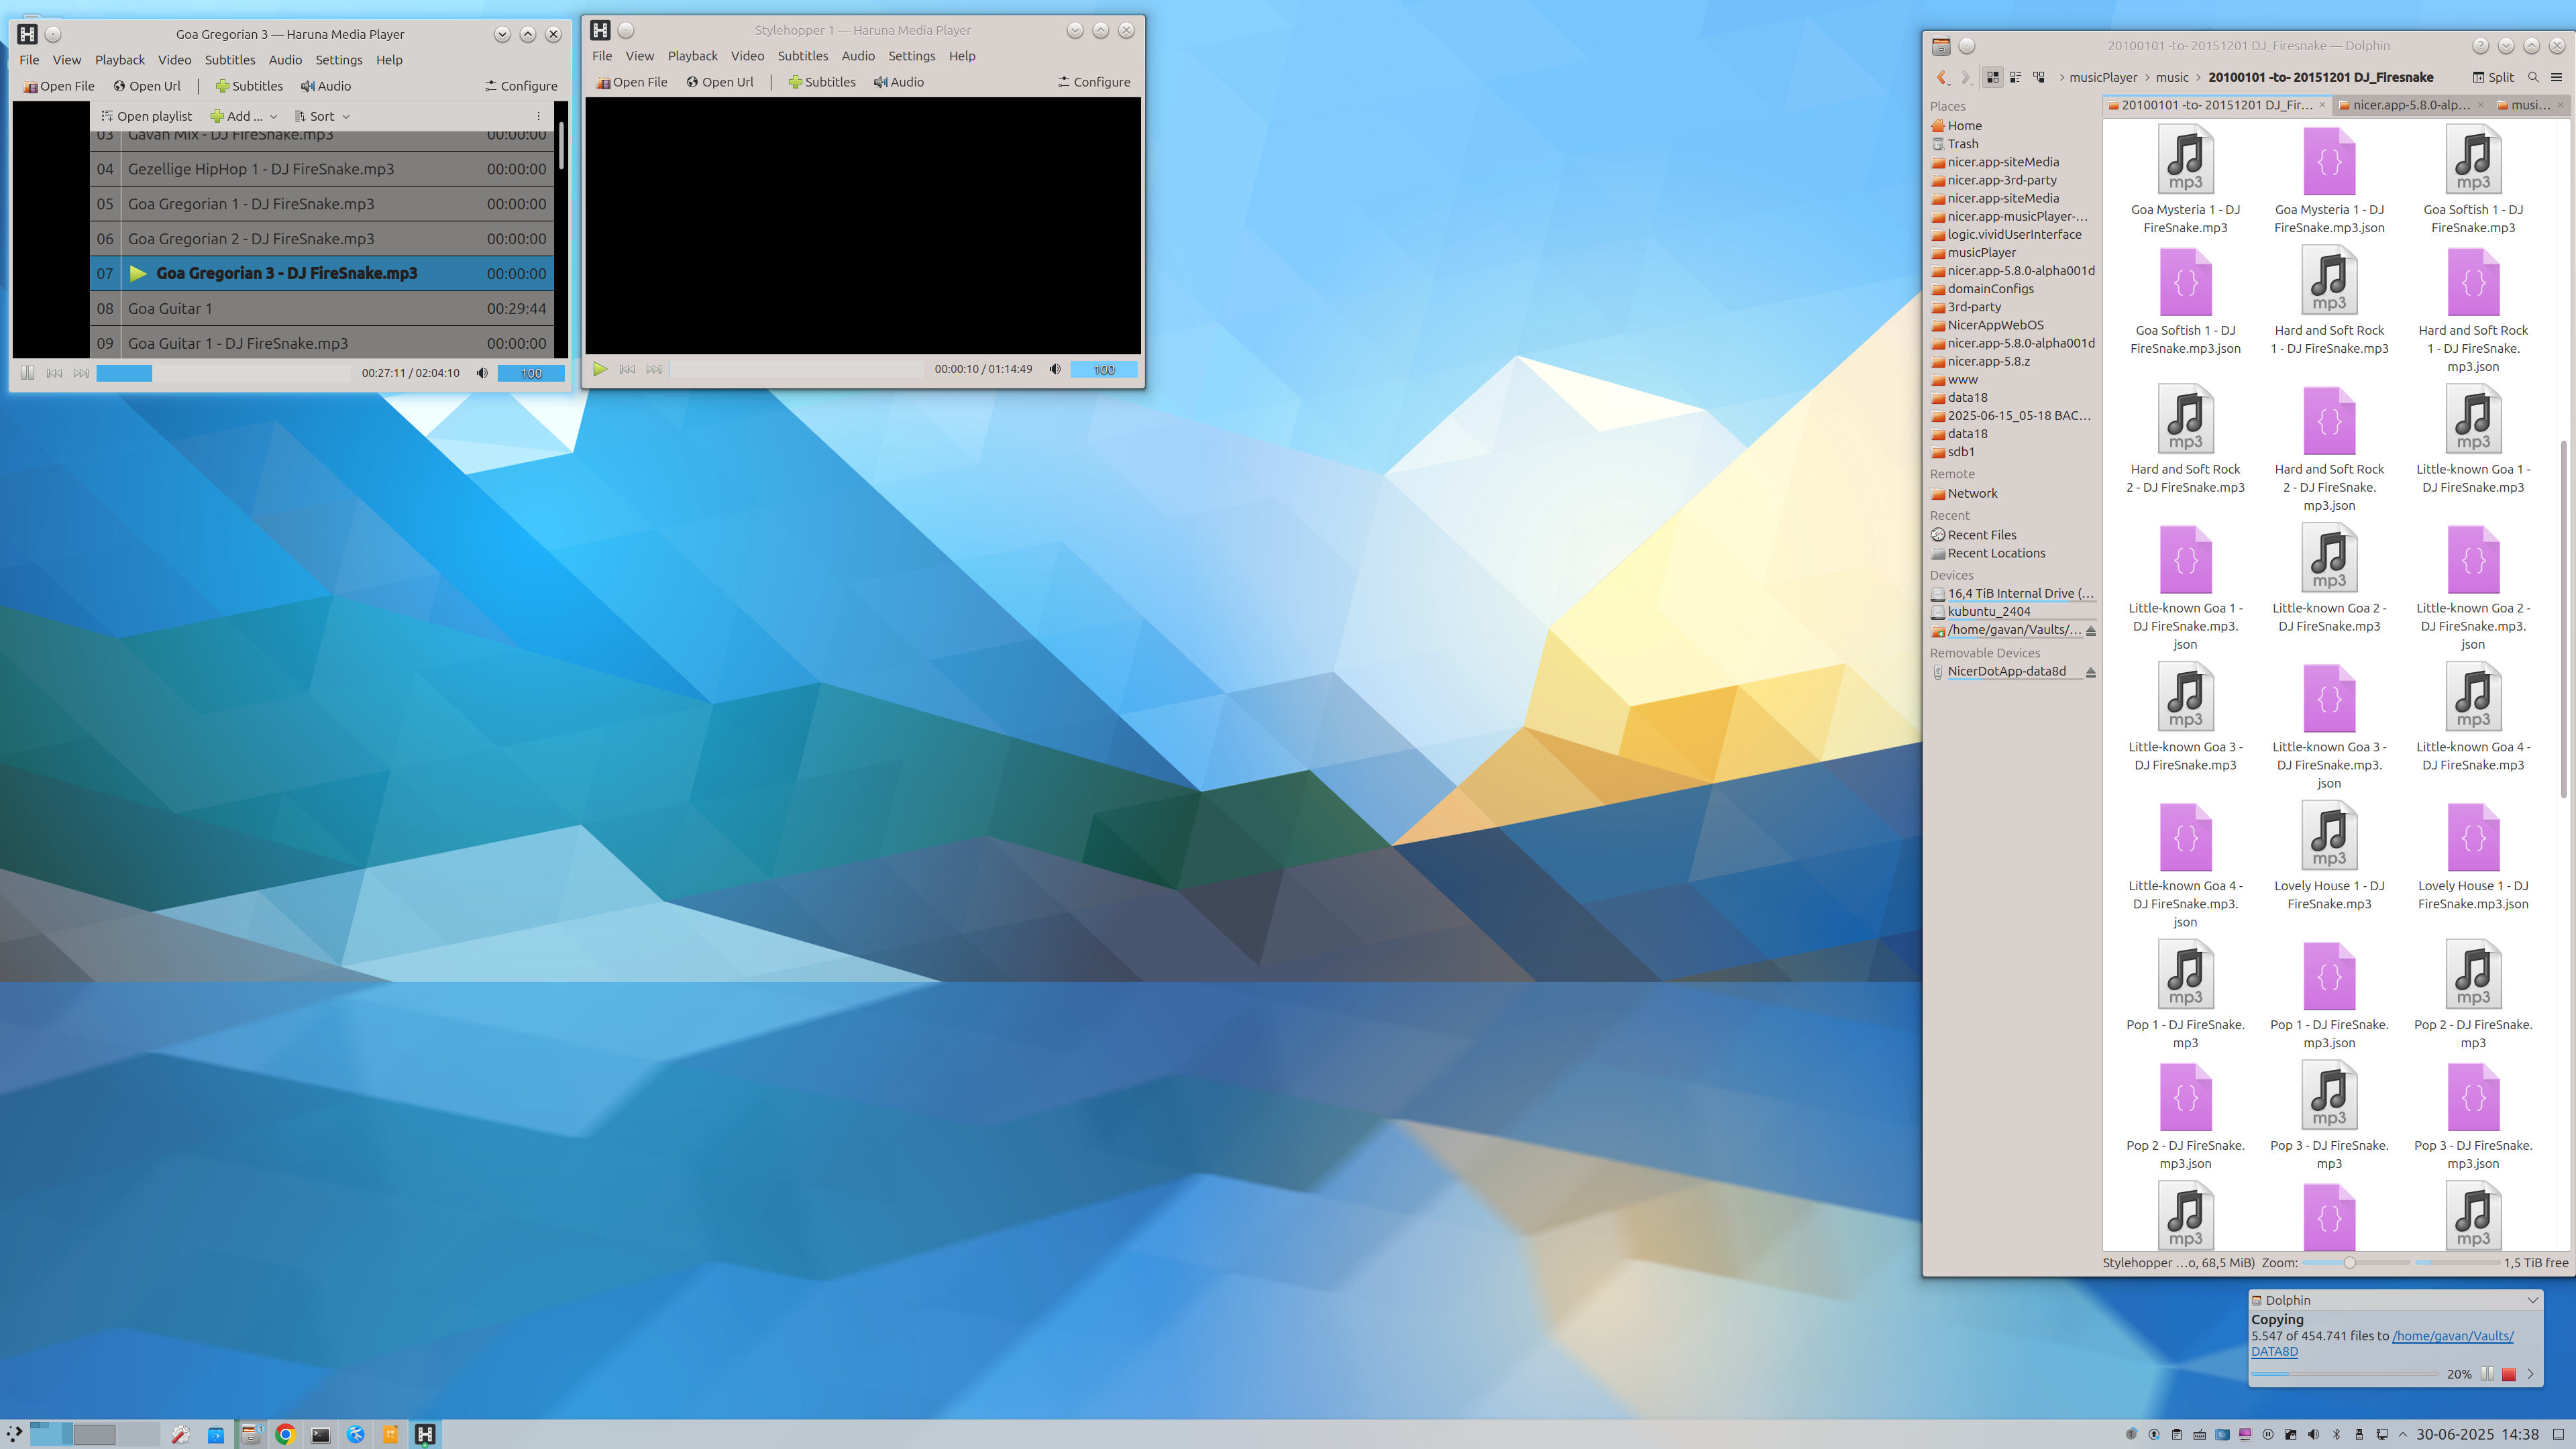 Goa Gregorian 3 — Haruna Media Player
File View Playback Video Subtitles Audio Settings Help
Open File Open Url Subtitles Audio Configure
Open playlist Add ... Sort
03 Gavan Mix - DJ FireSnake.mp3 00:00:00
04 Gezellige HipHop 1 - DJ FireSnake.mp3 00:00:00
05 Goa Gregorian 1 - DJ FireSnake.mp3 00:00:00
06 Goa Gregorian 2 - DJ FireSnake.mp3 00:00:00
07 Goa Gregorian 3 - DJ FireSnake.mp3 00:00:00
08 Goa Guitar 1 00:29:44
09 Goa Guitar 1 - DJ FireSnake.mp3 00:00:00
00:27:11 / 02:04:10 100
Stylehopper 1 — Haruna Media Player
File View Playback Video Subtitles Audio Settings Help
Open File Open Url Subtitles Audio Configure
00:00:10 / 01:14:49 100
20100101 -to- 20151201 DJ_Firesnake — Dolphin
musicPlayer music 20100101 -to- 20151201 DJ_Firesnake Split
Places
Home
Trash
nicer.app-siteMedia
nicer.app-3rd-party
nicer.app-siteMedia
nicer.app-musicPlayer-...
logic.vividUserInterface
musicPlayer
nicer.app-5.8.0-alpha001d
domainConfigs
3rd-party
NicerAppWebOS
nicer.app-5.8.0-alpha001d
nicer.app-5.8.z
www
data18
2025-06-15_05-18 BAC...
data18
sdb1
Remote
Network
Recent
Recent Files
Recent Locations
Devices
16,4 TiB Internal Drive (...
kubuntu_2404
/home/gavan/Vaults/...
Removable Devices
NicerDotApp-data8d
20100101 -to- 20151201 DJ_Fir... nicer.app-5.8.0-alp... musi...
mp3 mp3
Goa Mysteria 1 - DJ Goa Mysteria 1 - DJ Goa Softish 1 - DJ
FireSnake.mp3 FireSnake.mp3.json FireSnake.mp3
mp3
Goa Softish 1 - DJ Hard and Soft Rock Hard and Soft Rock
FireSnake.mp3.json 1 - DJ FireSnake.mp3 1 - DJ FireSnake.
mp3.json
mp3 mp3
Hard and Soft Rock Hard and Soft Rock Little-known Goa 1 -
2 - DJ FireSnake.mp3 2 - DJ FireSnake. DJ FireSnake.mp3
mp3.json
mp3
Little-known Goa 1 - Little-known Goa 2 - Little-known Goa 2 -
DJ FireSnake.mp3. DJ FireSnake.mp3 DJ FireSnake.mp3.
json json
mp3 mp3
Little-known Goa 3 - Little-known Goa 3 - Little-known Goa 4 -
DJ FireSnake.mp3 DJ FireSnake.mp3. DJ FireSnake.mp3
json
mp3
Little-known Goa 4 - Lovely House 1 - DJ Lovely House 1 - DJ
DJ FireSnake.mp3. FireSnake.mp3 FireSnake.mp3.json
json
mp3 mp3
Pop 1 - DJ FireSnake. Pop 1 - DJ FireSnake. Pop 2 - DJ FireSnake.
mp3 mp3.json mp3
mp3
Pop 2 - DJ FireSnake. Pop 3 - DJ FireSnake. Pop 3 - DJ FireSnake.
mp3.json mp3 mp3.json
mp3 mp3
Stylehopper ...o, 68,5 MiB) Zoom: 1,5 TiB free
Dolphin
Copying
5.547 of 454.741 files to /home/gavan/Vaults/
DATA8D
20%
30-06-2025 14:38